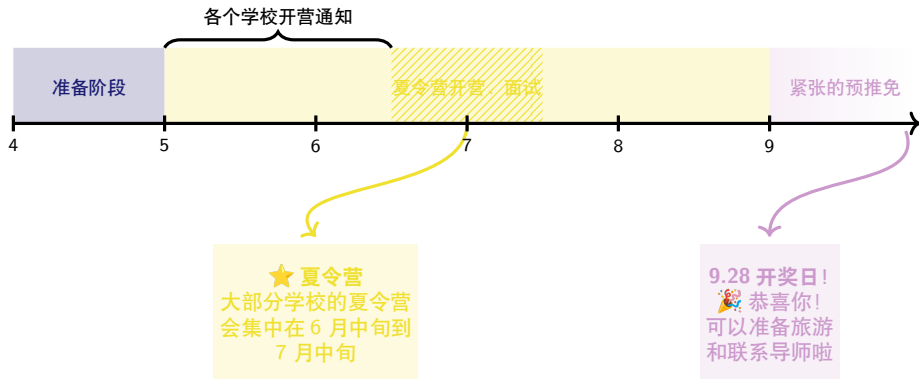 各个学校开营通知
准备阶段
夏令营开营、面试
紧张的预推免
4 5 6 7 8 9
⭐ 夏令营
大部分学校的夏令营
会集中在 6 月中旬到
7 月中旬
9.28 开奖日!
🎉 恭喜你!
可以准备旅游
和联系导师啦